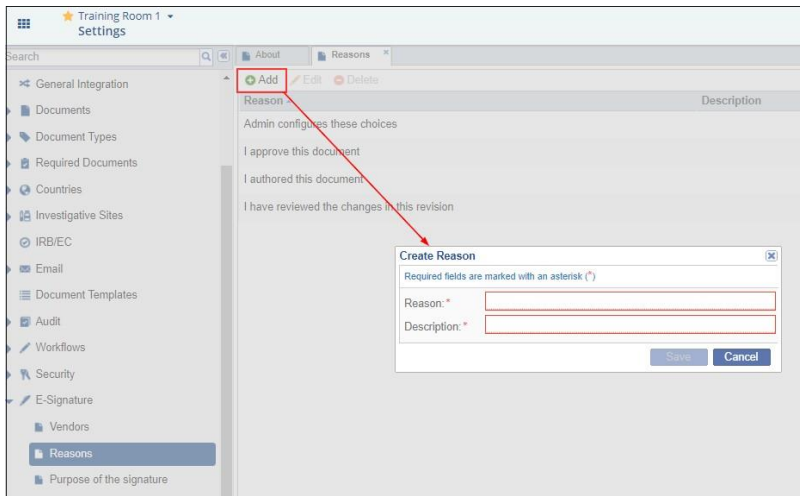 Training Room 1
Settings
Search
About
Reasons
General Integration
Documents
Document Types
Required Documents
Countries
Investigative Sites
IRB/EC
Email
Document Templates
Audit
Workflows
Security
E-Signature
Vendors
Reasons
Purpose of the signature
Add Edit Delete
Reason Description
Admin configures these choices
I approve this document
I authored this document
I have reviewed the changes in this revision
Create Reason
Required fields are marked with an asterisk (*)
Reason:*
Description:*
Save Cancel